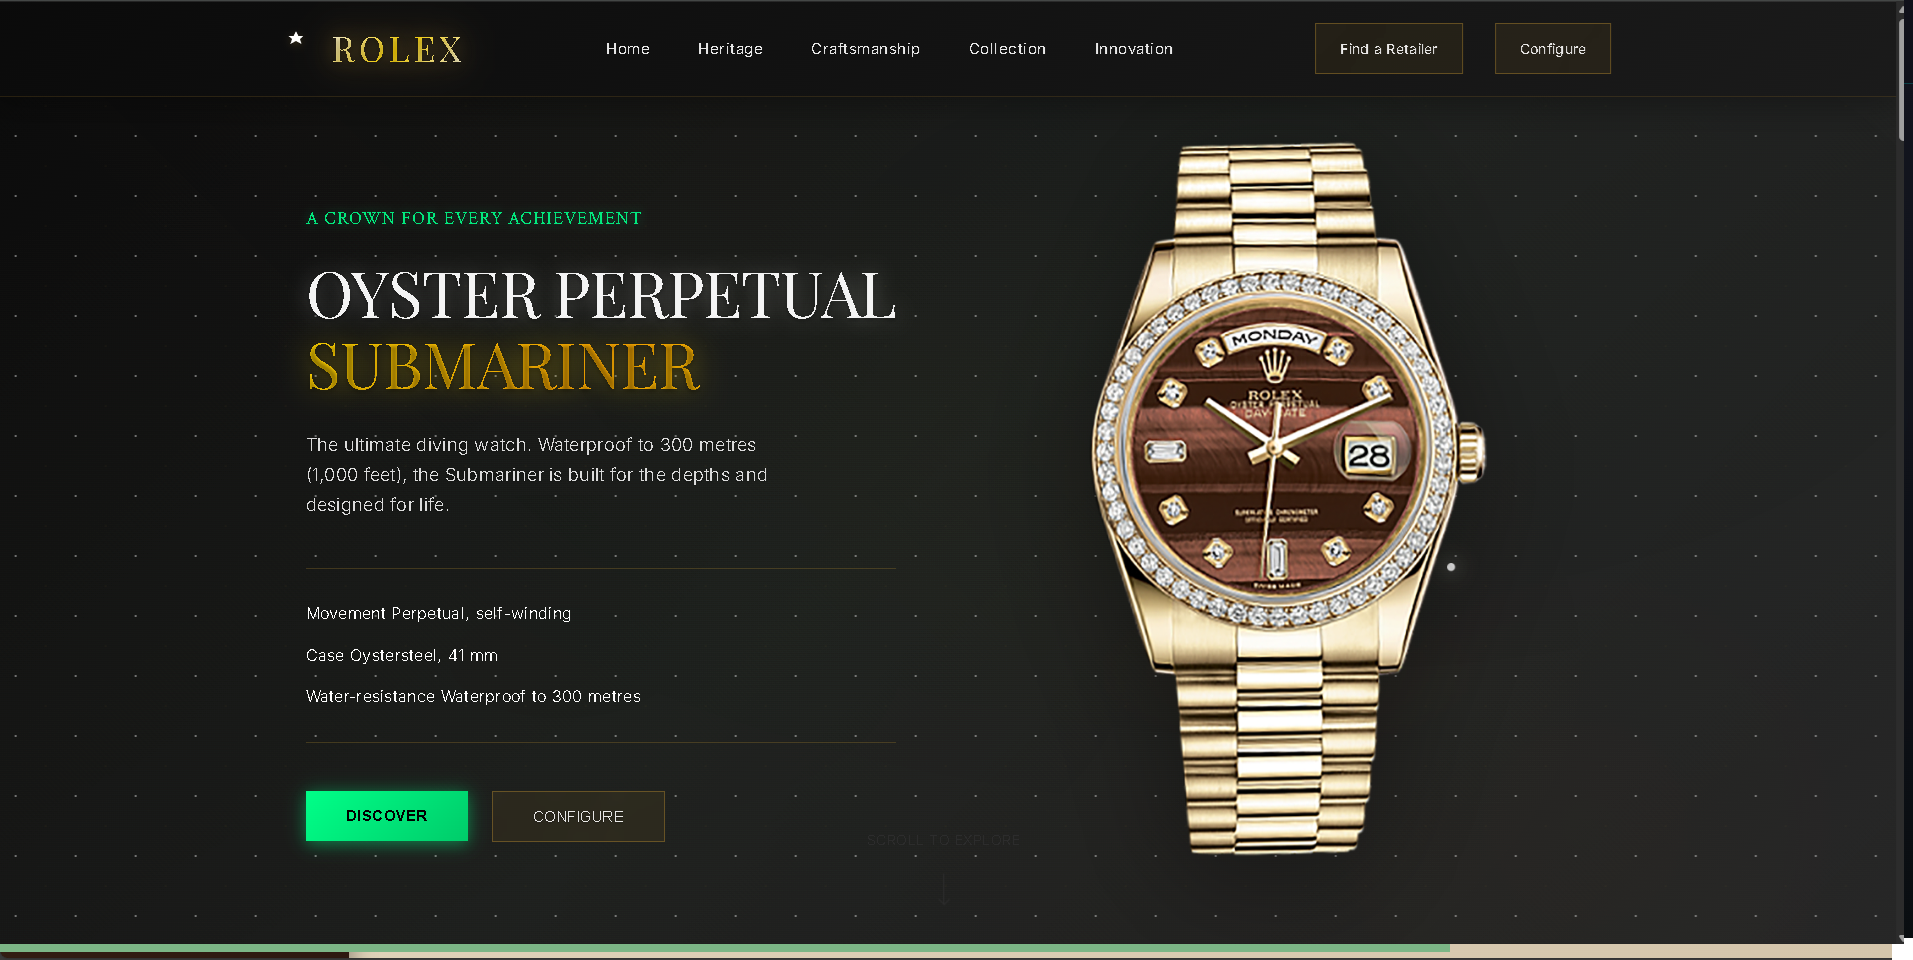 ROLEX
Home
Heritage
Craftsmanship
Collection
Innovation
Find a Retailer
Configure
A CROWN FOR EVERY ACHIEVEMENT
OYSTER PERPETUAL
SUBMARINER
The ultimate diving watch. Waterproof to 300 metres
(1,000 feet), the Submariner is built for the depths and
designed for life.
Movement Perpetual, self-winding
Case Oystersteel, 41 mm
Water-resistance Waterproof to 300 metres
DISCOVER
CONFIGURE
SCROLL TO EXPLORE
MONDAY
ROLEX
OYSTER PERPETUAL
DAY-DATE
28
SUPERLATIVE CHRONOMETER
OFFICIALLY CERTIFIED
SWISS MADE